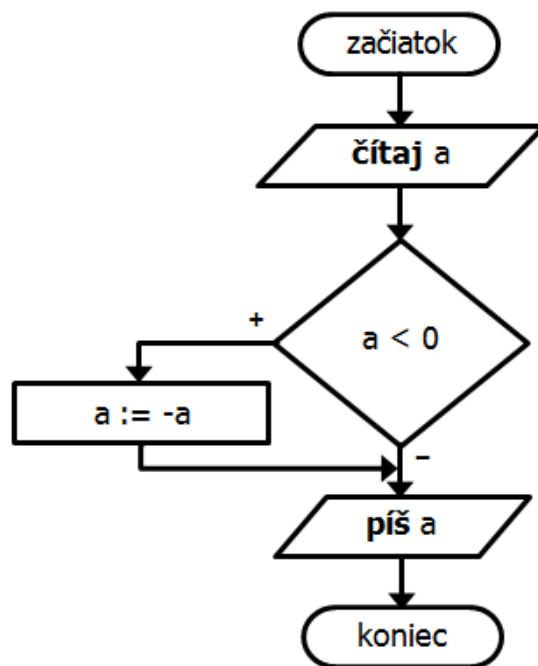 začiatok
čítaj a
+
a < 0
a := -a
–
píš a
koniec